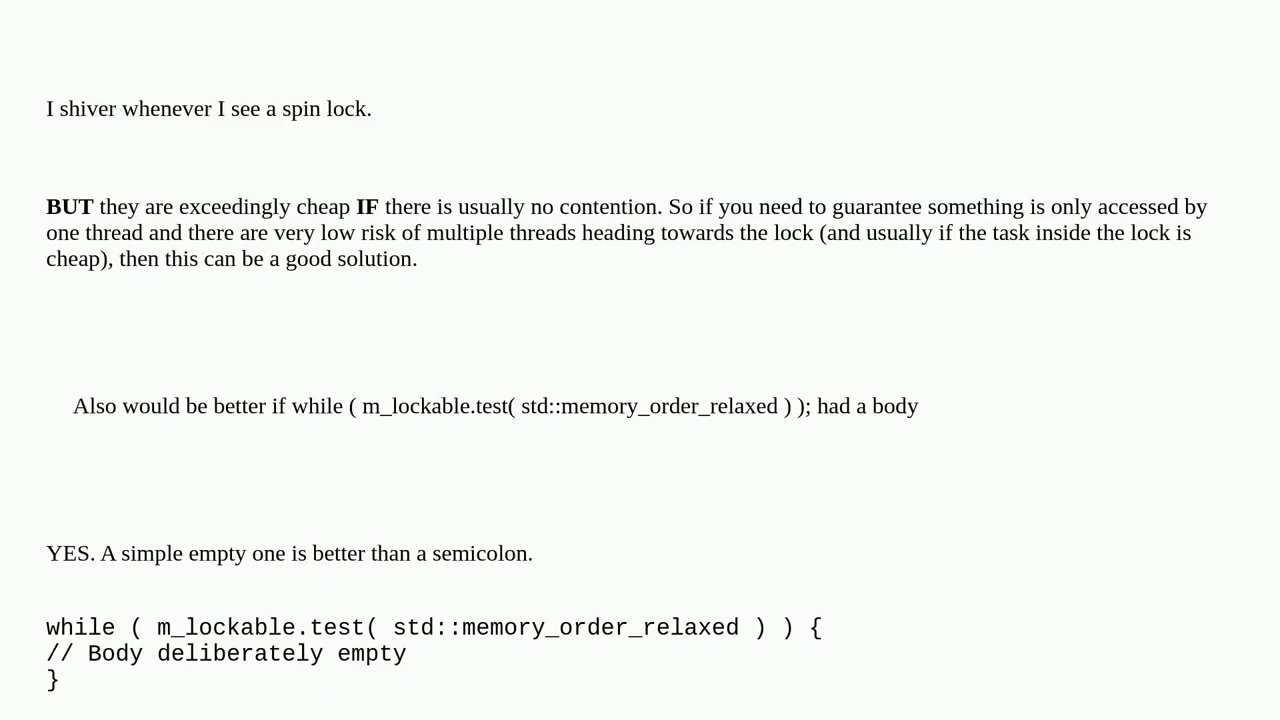 I shiver whenever I see a spin lock.
BUT they are exceedingly cheap IF there is usually no contention. So if you need to guarantee something is only accessed by
one thread and there are very low risk of multiple threads heading towards the lock (and usually if the task inside the lock is
cheap), then this can be a good solution.
Also would be better if while ( m_lockable.test( std::memory_order_relaxed ) ); had a body
YES. A simple empty one is better than a semicolon.
while ( m_lockable.test( std::memory_order_relaxed ) ) {
// Body deliberately empty
}